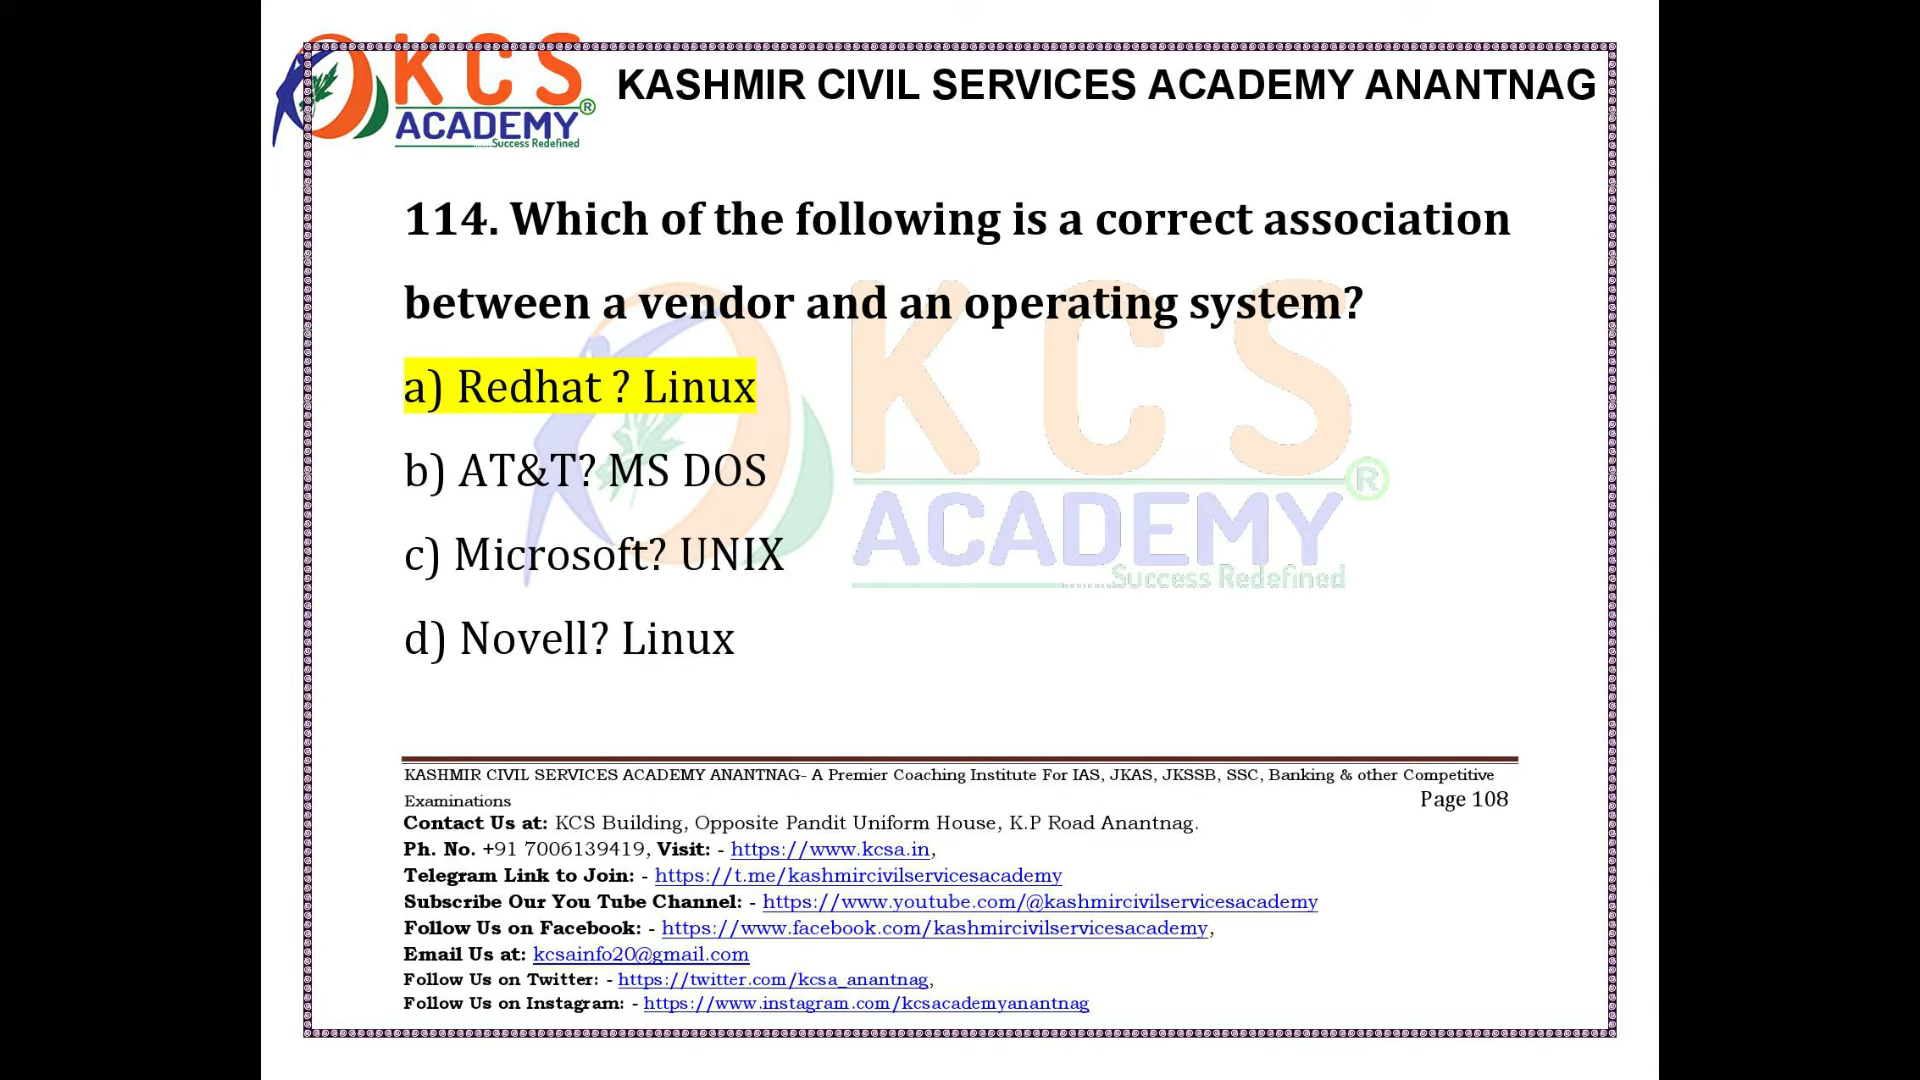 KCS
ACADEMY®
Success Redefined
KASHMIR CIVIL SERVICES ACADEMY ANANTNAG
114. Which of the following is a correct association
between a vendor and an operating system?
a) Redhat ? Linux
b) AT&T? MS DOS
c) Microsoft? UNIX
d) Novell? Linux
KCS
ACADEMY®
Success Redefined
KASHMIR CIVIL SERVICES ACADEMY ANANTNAG- A Premier Coaching Institute For IAS, JKAS, JKSSB, SSC, Banking & other Competitive
Examinations Page 108
Contact Us at: KCS Building, Opposite Pandit Uniform House, K.P Road Anantnag.
Ph. No. +91 7006139419, Visit: - https://www.kcsa.in,
Telegram Link to Join: - https://t.me/kashmircivilservicesacademy
Subscribe Our You Tube Channel: - https://www.youtube.com/@kashmircivilservicesacademy
Follow Us on Facebook: - https://www.facebook.com/kashmircivilservicesacademy,
Email Us at: kcsainfo20@gmail.com
Follow Us on Twitter: - https://twitter.com/kcsa_anantnag,
Follow Us on Instagram: - https://www.instagram.com/kcsacademyanantnag